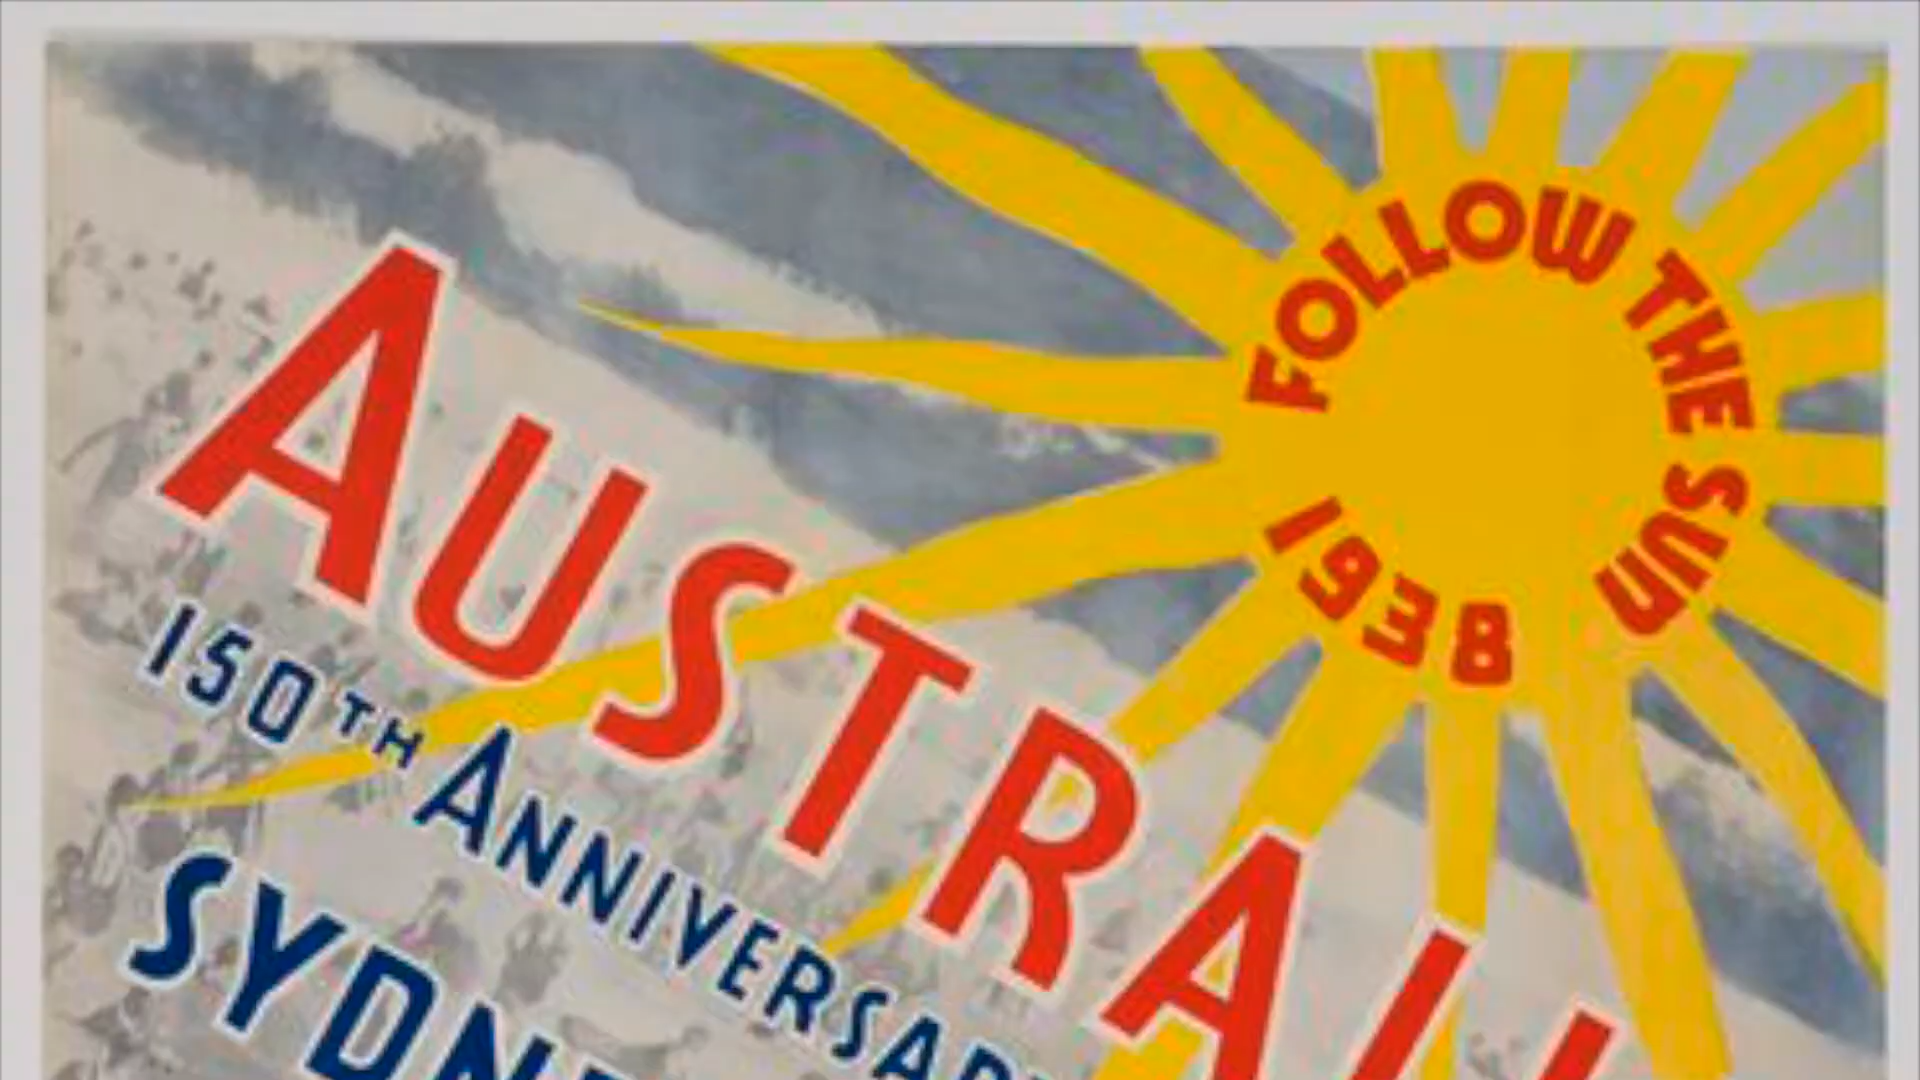 FOLLOW THE SUN
1938
AUSTRAL
150TH ANNIVERSAR
SYDN